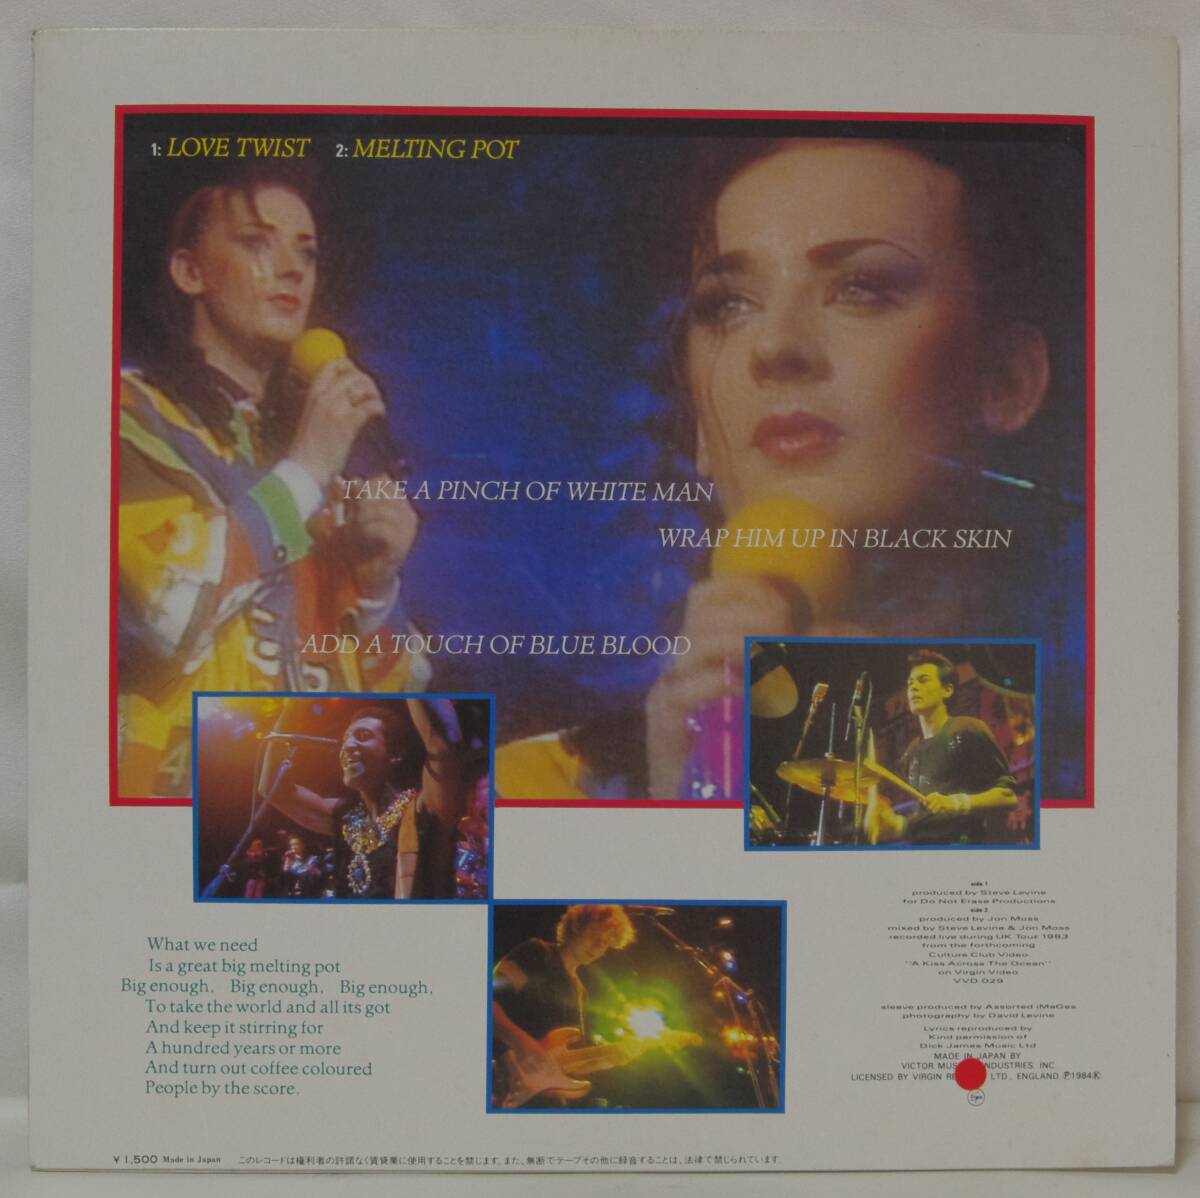 1: LOVE TWIST 2: MELTING POT
TAKE A PINCH OF WHITE MAN
WRAP HIM UP IN BLACK SKIN
ADD A TOUCH OF BLUE BLOOD
What we need
Is a great big melting pot
Big enough, Big enough, Big enough,
To take the world and all its got
And keep it stirring for
A hundred years or more
And turn out coffee coloured
People by the score.
side 1
produced by Steve Levine
for Do Not Erase Productions
side 2
produced by Jon Moss
mixed by Steve Levine & Jon Moss
recorded live during UK Tour 1983
from the forthcoming
Culture Club Video
"A Kiss Across The Ocean"
on Virgin Video
VVD 029
sleeve produced by Assorted iMaGes
photography by David Levine
Lyrics reproduced by
Kind permission of
Dick James Music Ltd
MADE IN JAPAN BY
VICTOR INDUSTRIES, INC
LICENSED BY VIRGIN LTD., ENGLAND Ⓟ1984Ⓚ
¥1,500 Made in Japan このレコードは権利者の許諾なく賃貸業に使用することを禁じます。また、無断でテープその他に録音することは、法律で禁じられています。